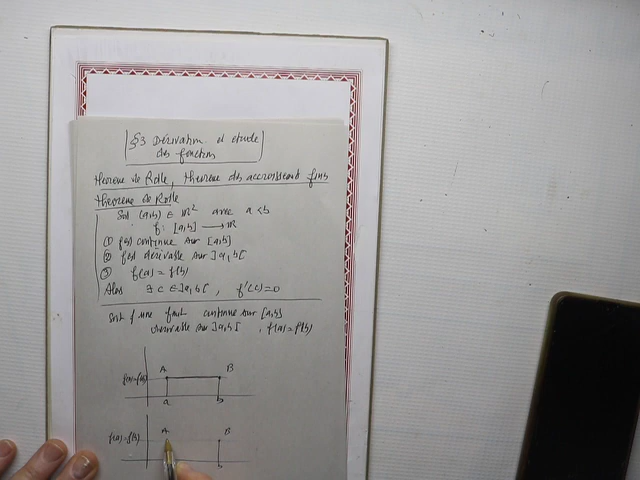 §3 Dérivation et étude
des fonctions
théorème de Rolle, théorème des accroissements finis
théorème de Rolle
Soit (a,b) ∈ ℝ² avec a<b
f: [a,b] ⟶ ℝ
① f est continue sur [a,b]
② f est dérivable sur ]a,b[
③ f(a) = f(b)
Alors ∃ c ∈ ]a,b[, f'(c)=0
Soit f une fonct continue sur [a,b]
dérivable sur ]a,b[, f(a)=f(b)
A B
f(a)=f(b)
a b
A B
f(a)=f(b)
b